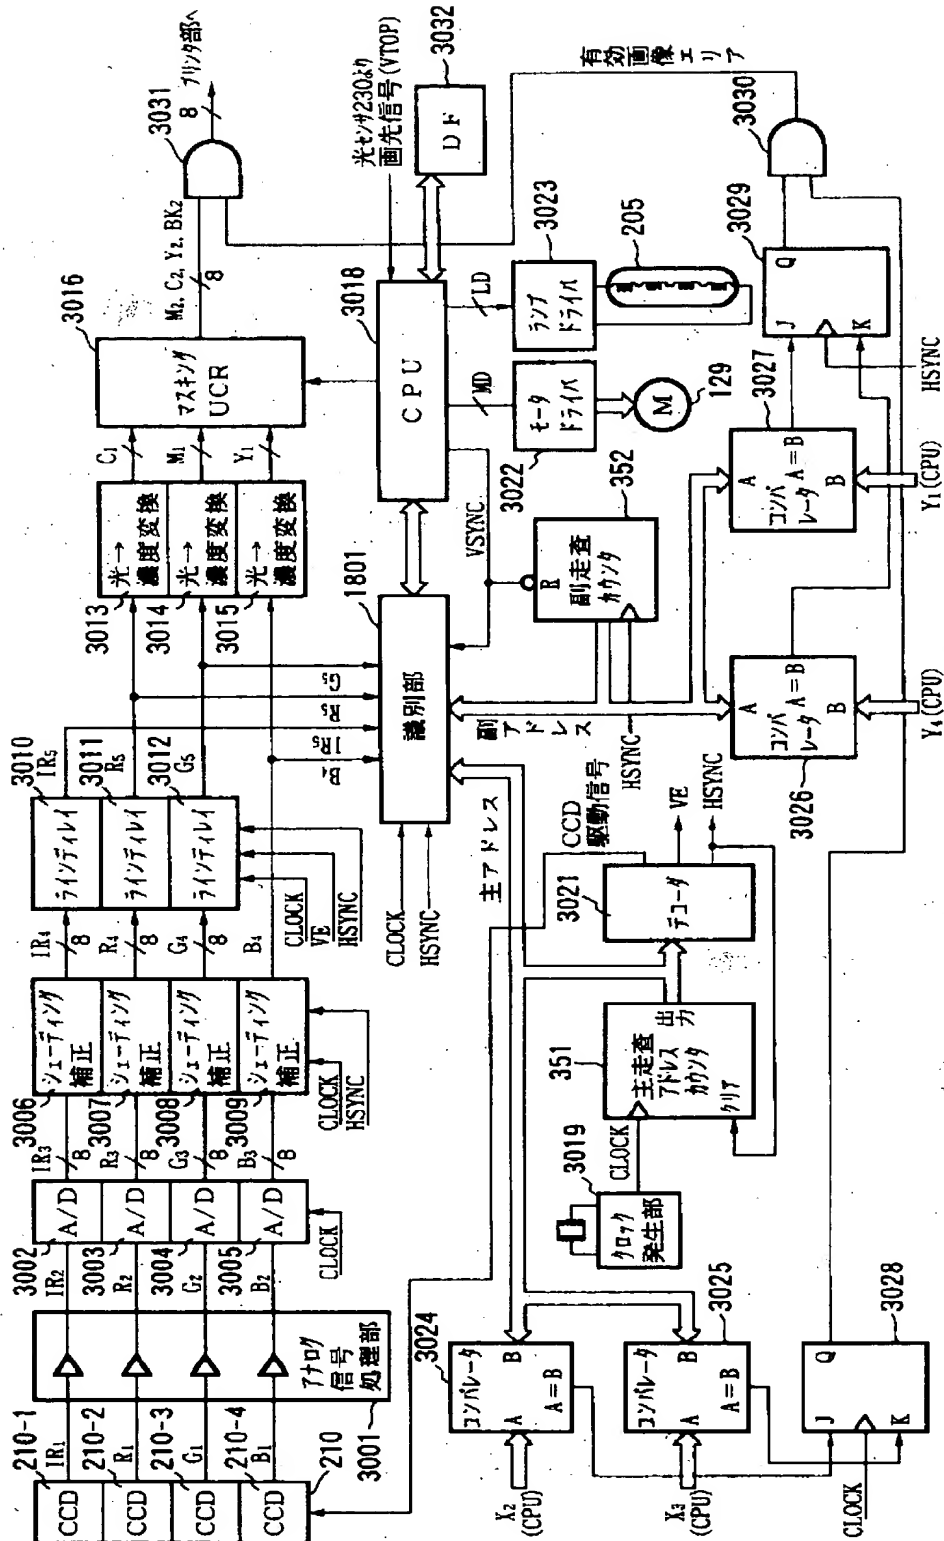 CCD
CCD
CCD
CCD
210-1
210-2
210-3
210-4
210
IR₁
R₁
G₁
B₁
アナログ
信号
処理部
3001
IR₂
R₂
G₂
B₂
3002
3003
3004
3005
A/D
A/D
A/D
A/D
CLOCK
IR₃
R₃
G₃
B₃
8
8
8
8
3006
3007
3008
3009
シェーディング
補正
シェーディング
補正
シェーディング
補正
シェーディング
補正
CLOCK
HSYNC
IR₄
R₄
G₄
B₄
8
8
8
3010
3011
3012
ラインディレイ
ラインディレイ
ラインディレイ
CLOCK
VE
HSYNC
IR₅
R₅
G₅
3013
3014
3015
光→
濃度変換
光→
濃度変換
光→
濃度変換
C₁
M₁
Y₁
3016
マスキング
UCR
M₂, C₂, Y₂, BK₂
8
3031
8
プリンタ部へ
B₄
IR₅
R₅
G₅
1801
識別部
CLOCK
HSYNC
主アドレス
副
アドレス
3018
CPU
光センサ230より
画先信号(VTOP)
3032
DF
VSYNC
MD
LD
3022
モータ
ドライバ
M
129
3023
ランプ
ドライバ
205
352
R
副走査
カウンタ
HSYNC
CCD
駆動信号
3021
デコーダ
VE
HSYNC
351
主走査
アドレス
カウンタ
出力
クリア
3019
クロック
発生部
CLOCK
3024
コンパレータ
A
B
A=B
X₂
(CPU)
3025
コンパレータ
A
B
A=B
X₃
(CPU)
3028
J
K
Q
CLOCK
3026
コンパ
レータ
A
B
A=B
Y₄(CPU)
3027
コンパ
レータ
A
B
A=B
Y₁(CPU)
3029
J
K
Q
HSYNC
3030
有効画像
エリア